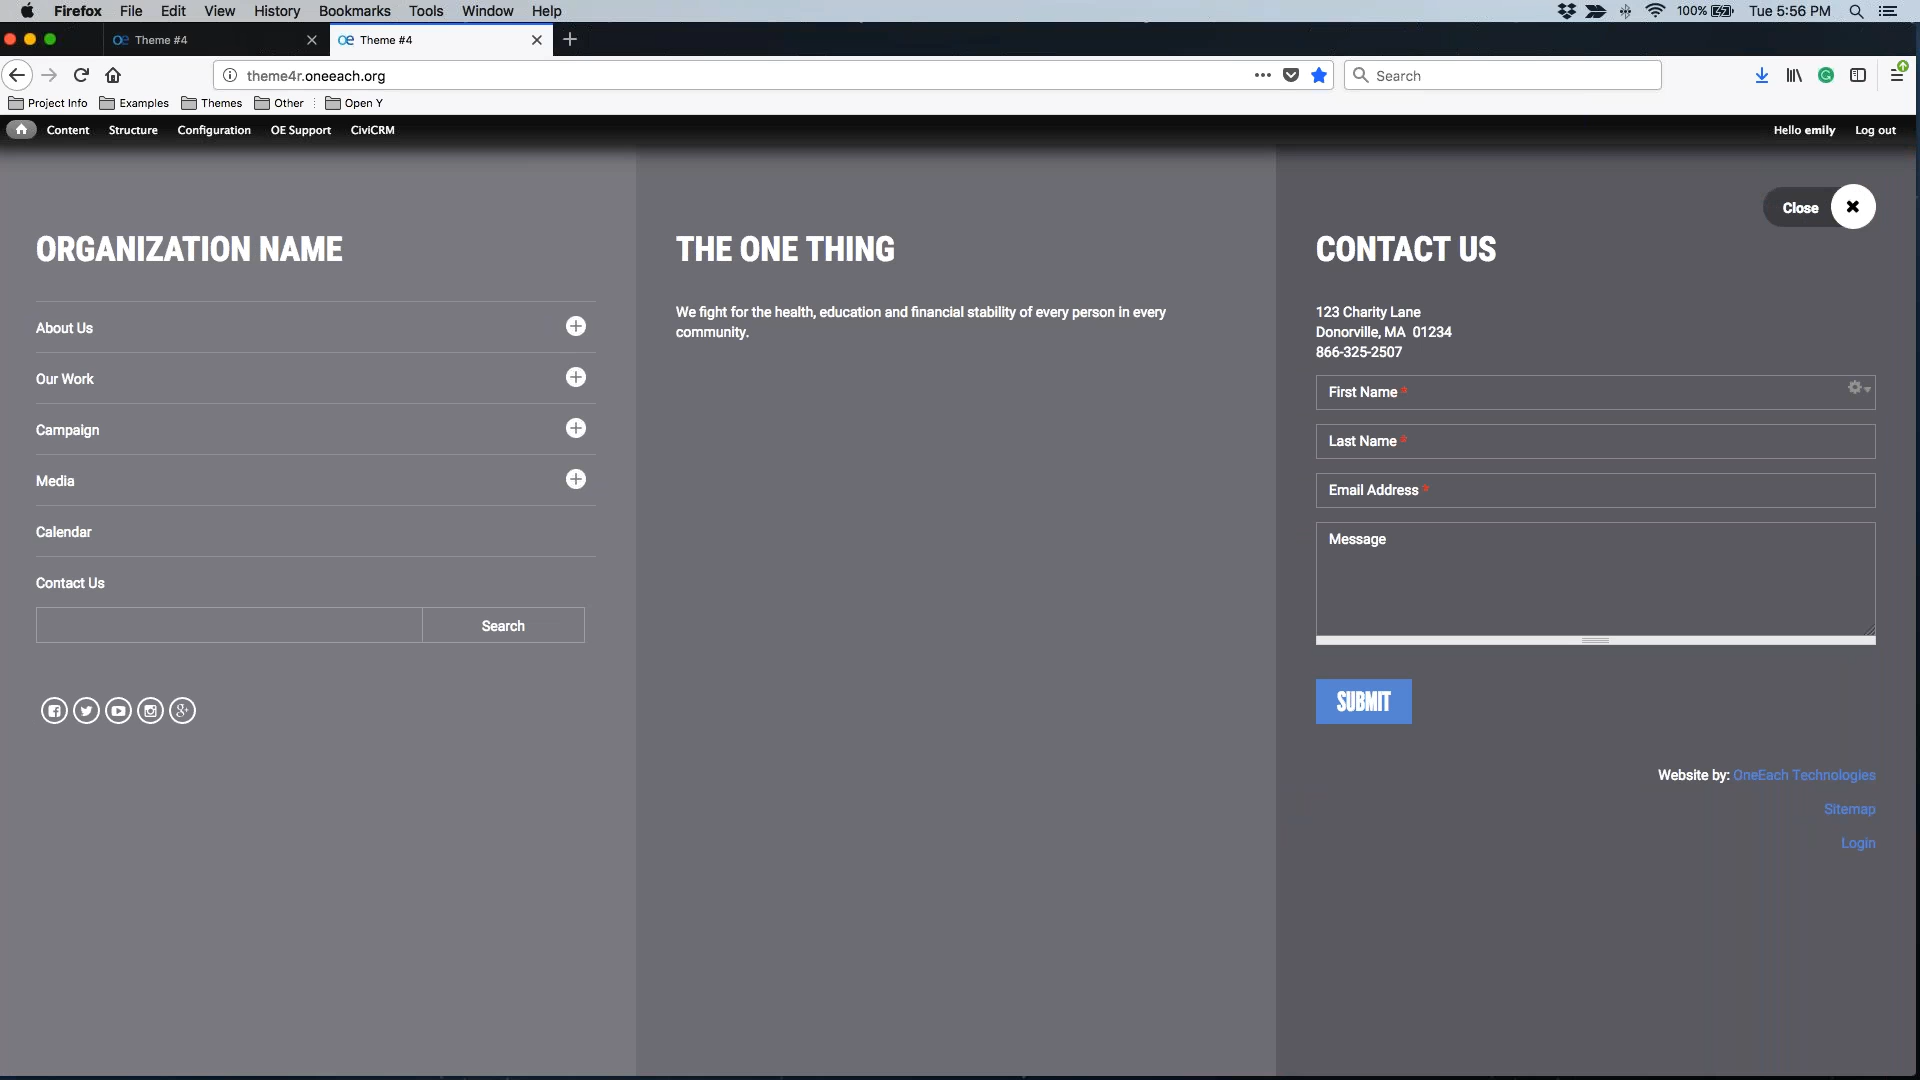 Firefox File Edit View History Bookmarks Tools Window Help 100% Tue 5:56 PM
Theme #4 Theme #4
theme4r.oneeach.org Search
Project Info Examples Themes Other Open Y
Content Structure Configuration OE Support CiviCRM Hello emily Log out
Close
ORGANIZATION NAME
About Us
Our Work
Campaign
Media
Calendar
Contact Us
Search
THE ONE THING
We fight for the health, education and financial stability of every person in every
community.
CONTACT US
123 Charity Lane
Donorville, MA 01234
866-325-2507
First Name *
Last Name *
Email Address *
Message
SUBMIT
Website by: OneEach Technologies
Sitemap
Login